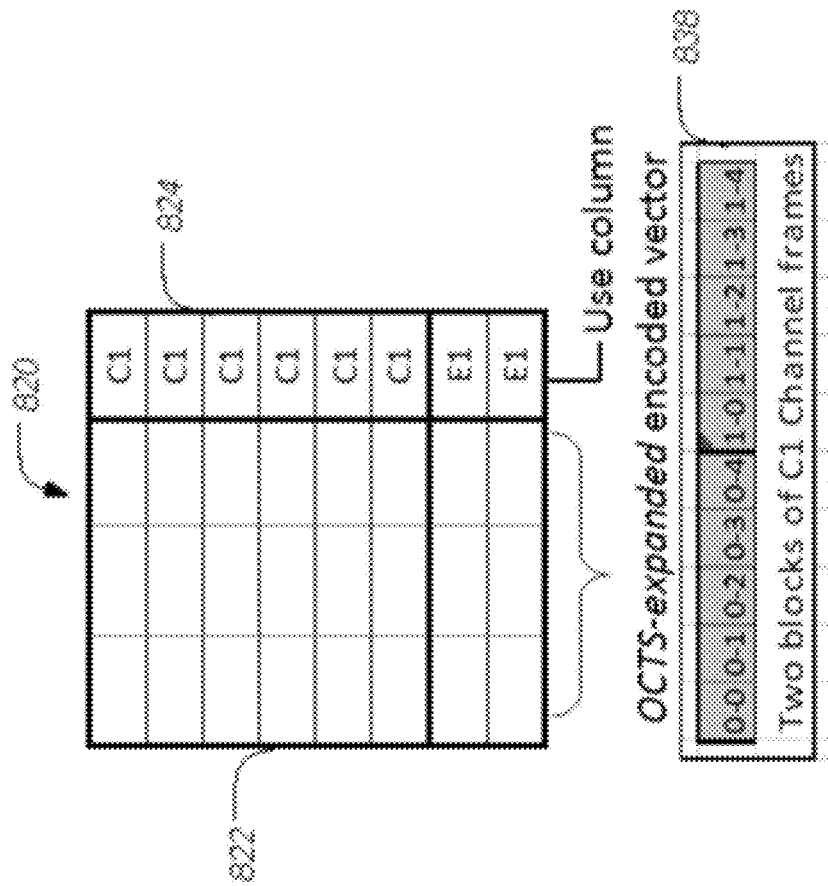 820
822
824
C1
C1
C1
C1
C1
C1
E1
E1
Use column
OCTS-expanded encoded vector
838
0-0 0-1 0-2 0-3 0-4 1-0 1-1 1-2 1-3 1-4
Two blocks of C1 Channel frames